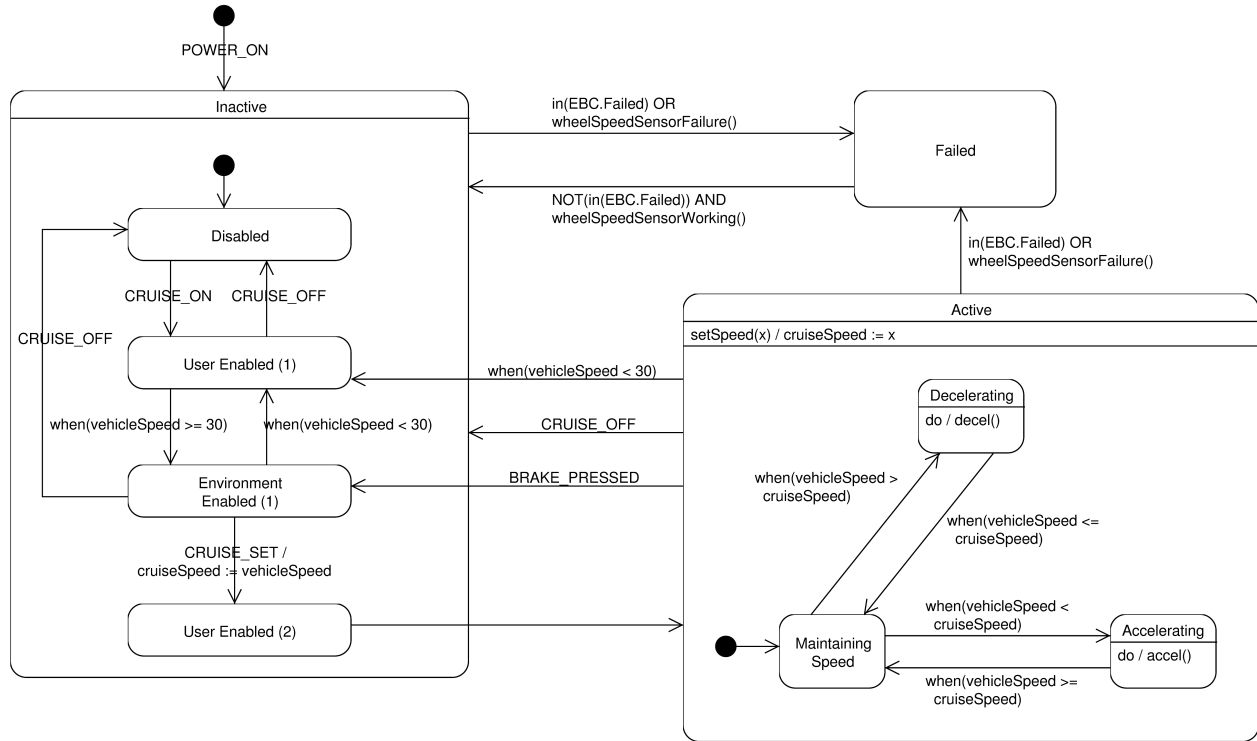 POWER_ON
Inactive
in(EBC.Failed) OR
wheelSpeedSensorFailure()
Failed
NOT(in(EBC.Failed)) AND
wheelSpeedSensorWorking()
Disabled
in(EBC.Failed) OR
wheelSpeedSensorFailure()
CRUISE_ON
CRUISE_OFF
CRUISE_OFF
Active
setSpeed(x) / cruiseSpeed := x
User Enabled (1)
when(vehicleSpeed < 30)
when(vehicleSpeed >= 30)
when(vehicleSpeed < 30)
CRUISE_OFF
Decelerating
do / decel()
Environment
Enabled (1)
BRAKE_PRESSED
when(vehicleSpeed >
cruiseSpeed)
when(vehicleSpeed <=
cruiseSpeed)
CRUISE_SET /
cruiseSpeed := vehicleSpeed
User Enabled (2)
when(vehicleSpeed <
cruiseSpeed)
Maintaining
Speed
Accelerating
do / accel()
when(vehicleSpeed >=
cruiseSpeed)